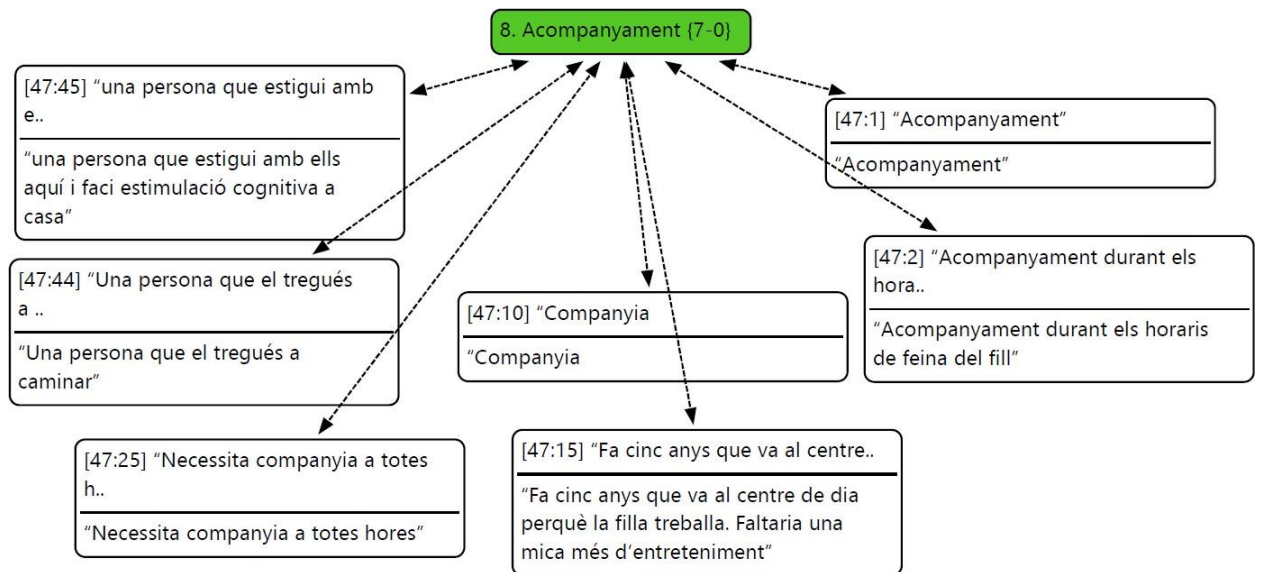 8. Acompanyament {7-0}
[47:45] “una persona que estigui amb
e..
“una persona que estigui amb ells
aquí i faci estimulació cognitiva a
casa”
[47:1] “Acompanyament”
“Acompanyament”
[47:44] “Una persona que el tregués
a ..
“Una persona que el tregués a
caminar”
[47:10] “Companyia
“Companyia
[47:2] “Acompanyament durant els
hora..
“Acompanyament durant els horaris
de feina del fill”
[47:25] “Necessita companyia a totes
h..
“Necessita companyia a totes hores”
[47:15] “Fa cinc anys que va al centre..
“Fa cinc anys que va al centre de dia
perquè la filla treballa. Faltaria una
mica més d’entreteniment”